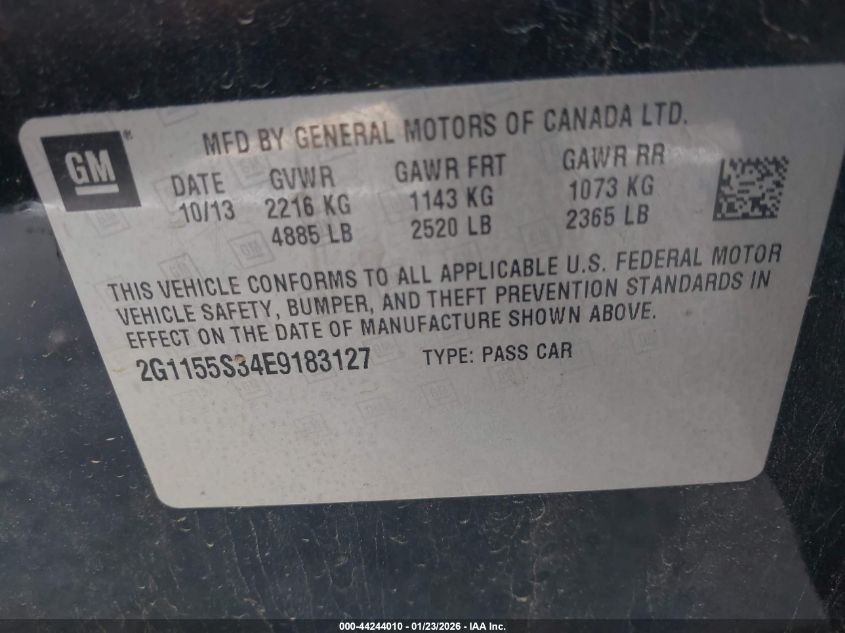 GM
MFD BY GENERAL MOTORS OF CANADA LTD.
DATE GVWR GAWR FRT GAWR RR
10/13 2216 KG 1143 KG 1073 KG
4885 LB 2520 LB 2365 LB
THIS VEHICLE CONFORMS TO ALL APPLICABLE U.S. FEDERAL MOTOR
VEHICLE SAFETY, BUMPER, AND THEFT PREVENTION STANDARDS IN
EFFECT ON THE DATE OF MANUFACTURE SHOWN ABOVE.
2G1155S34E9183127 TYPE: PASS CAR
000-44244010 - 01/23/2026 - IAA Inc.